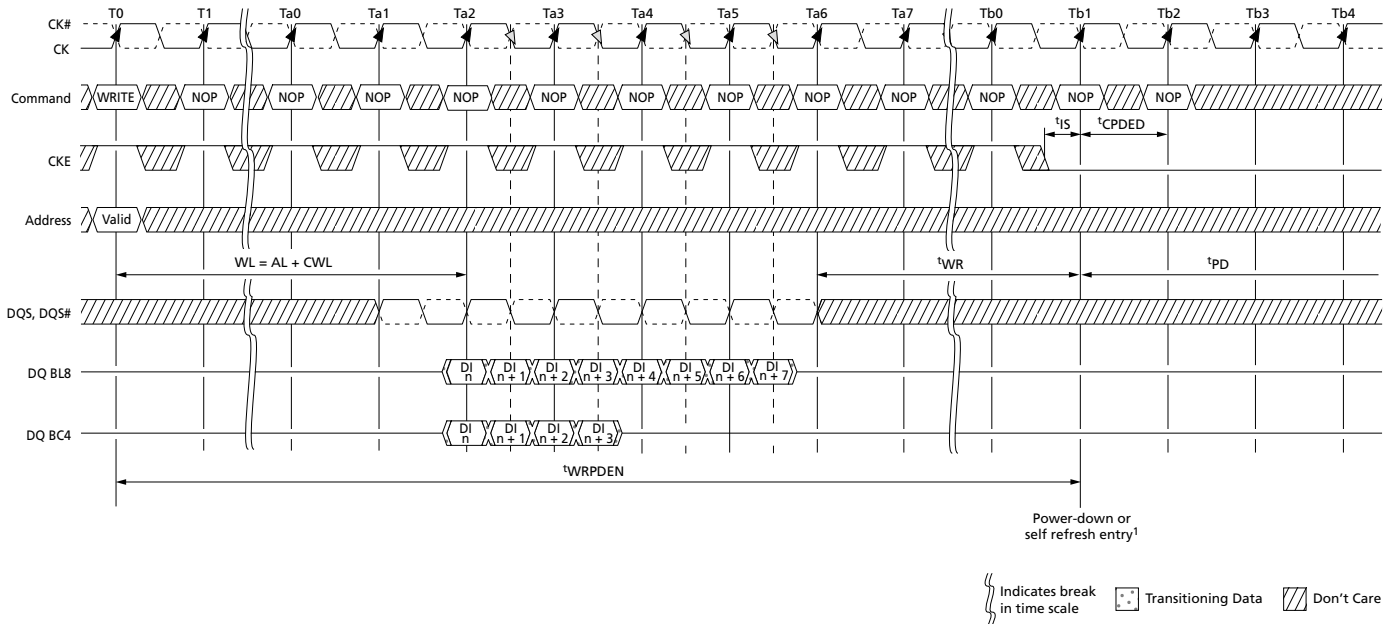 T0 T1 Ta0 Ta1 Ta2 Ta3 Ta4 Ta5 Ta6 Ta7 Tb0 Tb1 Tb2 Tb3 Tb4
CK#
CK
Command WRITE NOP NOP NOP NOP NOP NOP NOP NOP NOP NOP NOP NOP
tIS tCPDED
CKE
Address Valid
WL = AL + CWL tWR tPD
DQS, DQS#
DQ BL8 DI n DI n + 1 DI n + 2 DI n + 3 DI n + 4 DI n + 5 DI n + 6 DI n + 7
DQ BC4 DI n DI n + 1 DI n + 2 DI n + 3
tWRPDEN
Power-down or
self refresh entry1
Indicates break
in time scale
Transitioning Data
Don't Care